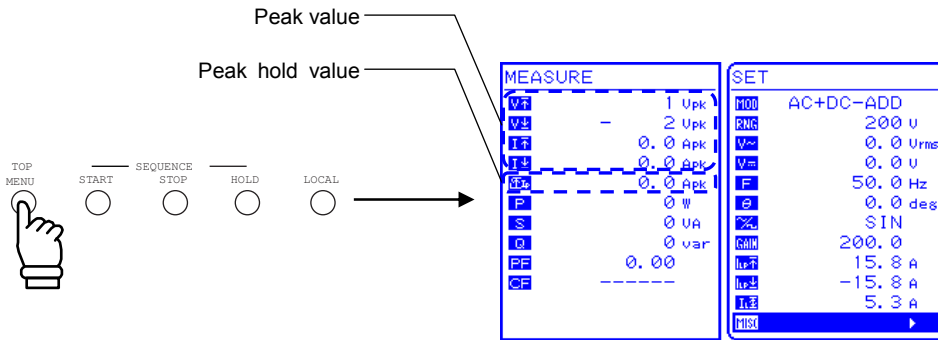 Peak value
Peak hold value
TOP
MENU
SEQUENCE
START
STOP
HOLD
LOCAL
MEASURE
V 1 Vpk
V - 2 Vpk
I 0.0 Apk
I 0.0 Apk
0.0 Apk
P 0 W
S 0 VA
Q 0 var
PF 0.00
CF ------
SET
MOD AC+DC-ADD
RNG 200 V
V~ 0.0 Vrms
V⎓ 0.0 V
F 50.0 Hz
θ 0.0 deg
SIN
GAIN 200.0
15.8 A
-15.8 A
5.3 A
MISC